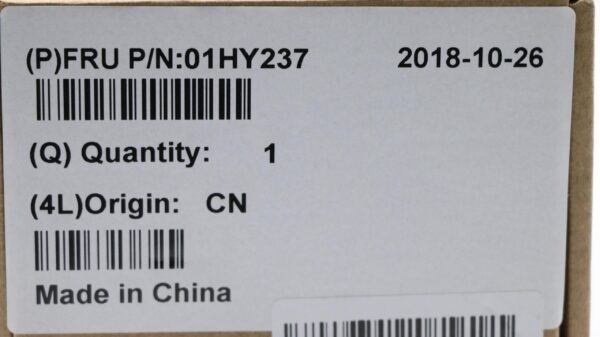 (P)FRU P/N:01HY237 2018-10-26
(Q) Quantity: 1
(4L)Origin: CN
Made in China